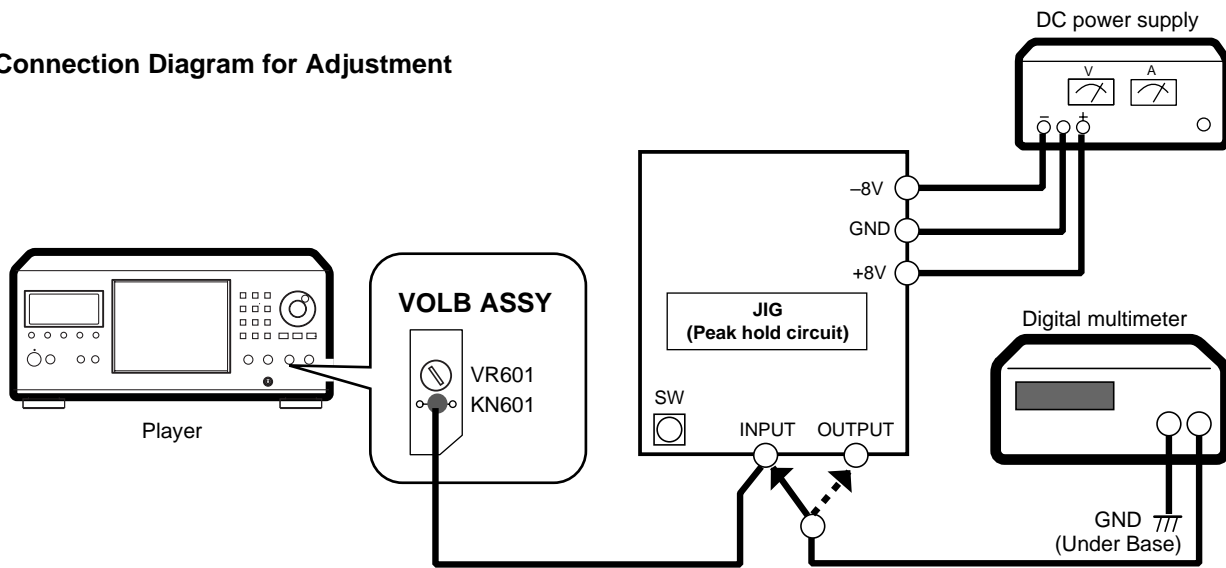 Connection Diagram for Adjustment
DC power supply
V
A
–
+
–8V
GND
+8V
JIG
(Peak hold circuit)
SW
INPUT
OUTPUT
VOLB ASSY
VR601
KN601
Player
Digital multimeter
GND
(Under Base)